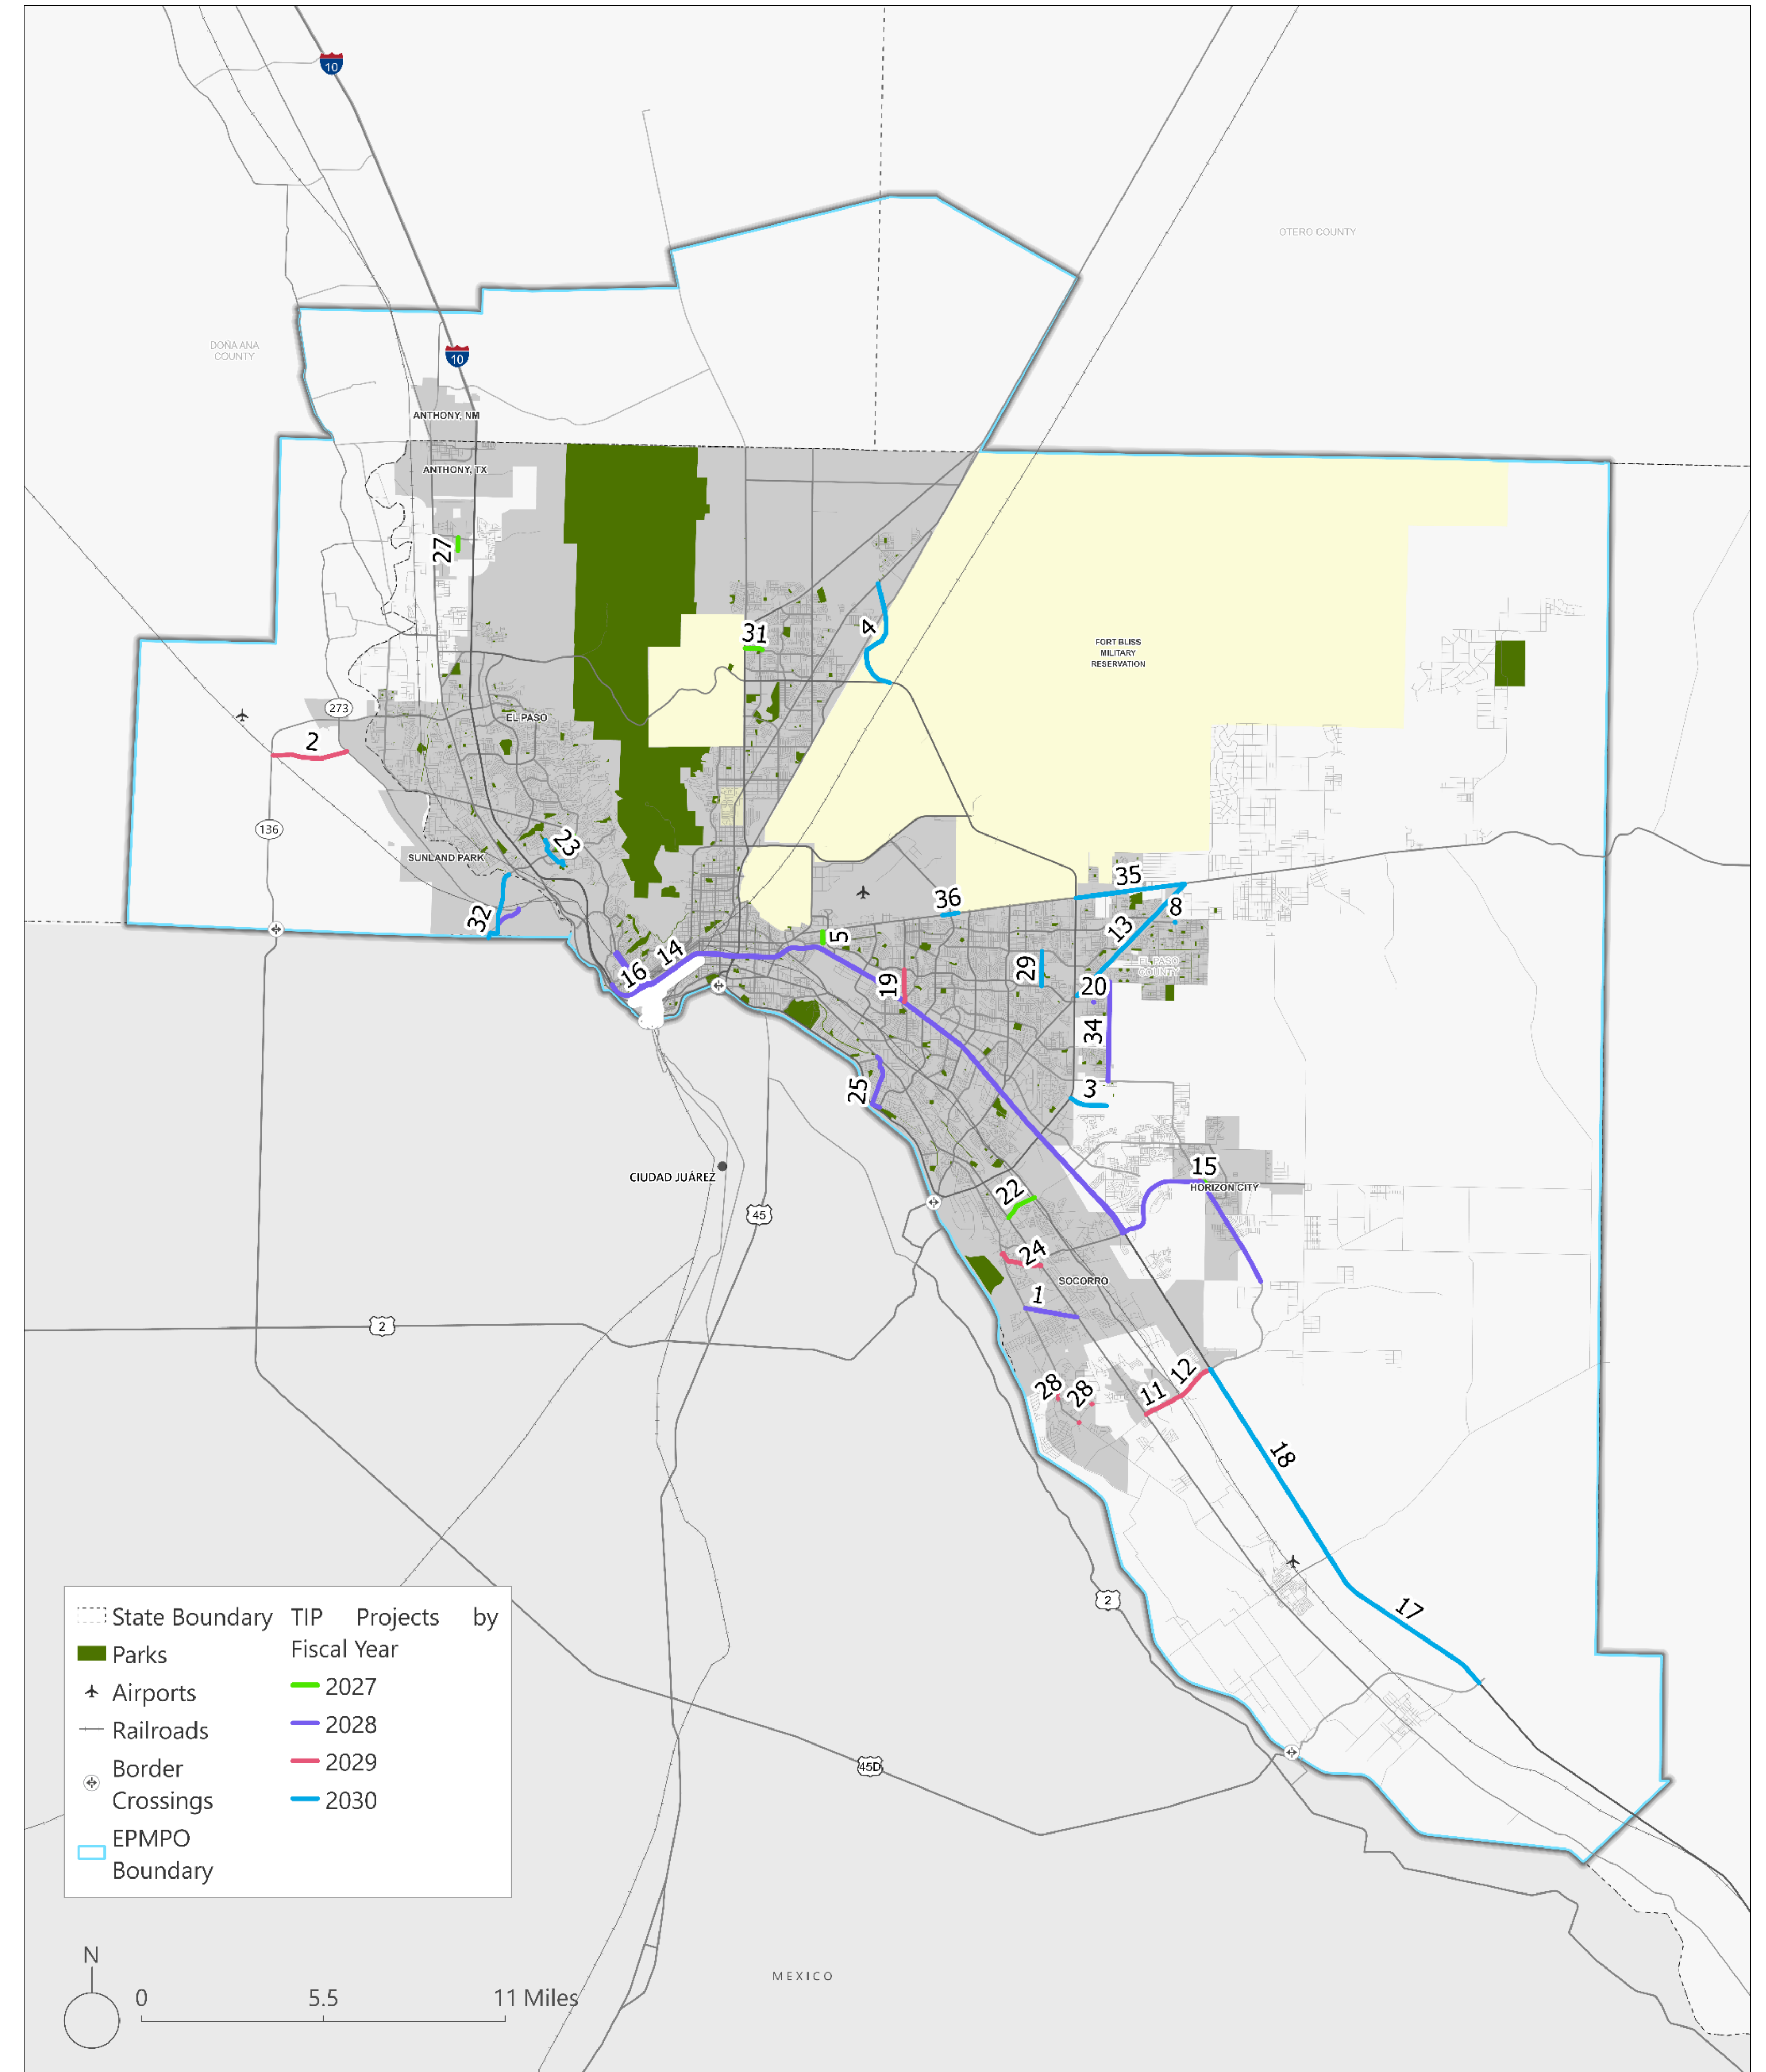 10
OTERO COUNTY
DOÑA ANA
COUNTY
10
ANTHONY, NM
ANTHONY, TX
27
31
4
FORT BLISS
MILITARY
RESERVATION
273
EL PASO
2
136
23
SUNLAND PARK
35
36
8
32
13
5
14
EL PASO
COUNTY
29
16
19
20
34
25
3
15
CIUDAD JUÁREZ
HORIZON CITY
22
45
24
SOCORRO
1
2
12
28
28
11
18
2
17
45D
State Boundary
Parks
Airports
Railroads
Border
Crossings
EPMPO
Boundary
TIP Projects by
Fiscal Year
2027
2028
2029
2030
N
0 5.5 11 Miles
MEXICO